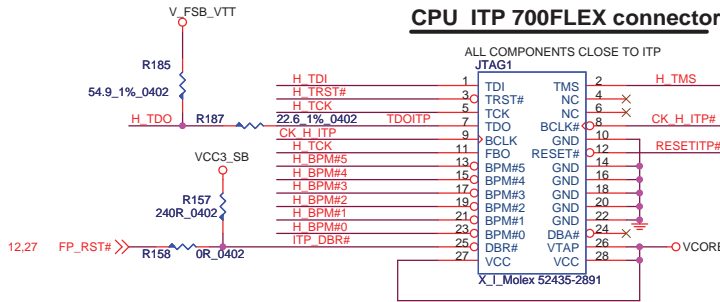 CPU ITP 700FLEX connector
V_FSB_VTT
ALL COMPONENTS CLOSE TO ITP
JTAG1
R185
54.9_1%_0402
H_TDI 1 TDI TMS 2 H_TMS
H_TRST# 3 TRST# NC 4
H_TCK 5 TCK NC 6
H_TDO R187 22.6_1%_0402 TDOITP 7 TDO BCLK# 8 CK_H_ITP#
CK_H_ITP 9 BCLK GND 10
H_TCK 11 FBO RESET# 12 RESETITP#
VCC3_SB
H_BPM#5 13 BPM#5 GND 14
H_BPM#4 15 BPM#4 GND 16
H_BPM#3 17 BPM#3 GND 18
R157
240R_0402
H_BPM#2 19 BPM#2 GND 20
H_BPM#1 21 BPM#1 GND 22
H_BPM#0 23 BPM#0 DBA# 24
12,27 FP_RST# R158 0R_0402 ITP_DBR# 25 DBR# VTAP 26 VCORE
27 VCC VCC 28
X_I_Molex 52435-2891